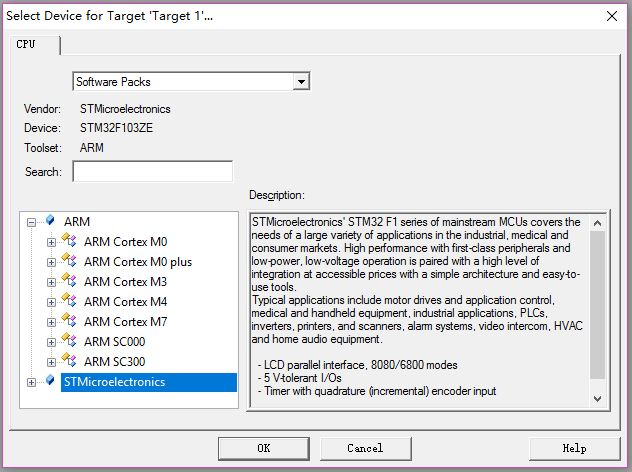 Select Device for Target 'Target 1'...
CPU
Software Packs
Vendor: STMicroelectronics
Device: STM32F103ZE
Toolset: ARM
Search:
Description:
ARM
ARM Cortex M0
ARM Cortex M0 plus
ARM Cortex M3
ARM Cortex M4
ARM Cortex M7
ARM SC000
ARM SC300
STMicroelectronics
STMicroelectronics' STM32 F1 series of mainstream MCUs covers the
needs of a large variety of applications in the industrial, medical and
consumer markets. High performance with first-class peripherals and
low-power, low-voltage operation is paired with a high level of
integration at accessible prices with a simple architecture and easy-to-
use tools.
Typical applications include motor drives and application control,
medical and handheld equipment, industrial applications, PLCs,
inverters, printers, and scanners, alarm systems, video intercom, HVAC
and home audio equipment.
- LCD parallel interface, 8080/6800 modes
- 5 V-tolerant I/Os
- Timer with quadrature (incremental) encoder input
OK
Cancel
Help